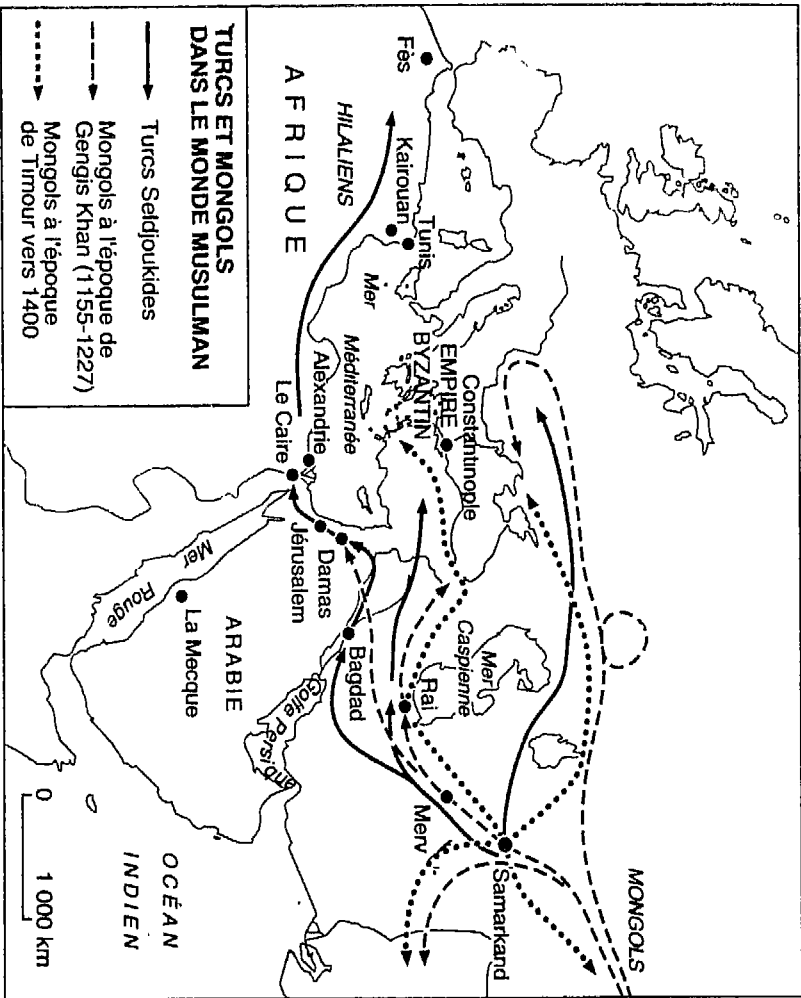 TURCS ET MONGOLS
DANS LE MONDE MUSULMAN
Turcs Seldjoukides
Mongols à l'époque de
Gengis Khan (1155-1227)
Mongols à l'époque
de Timour vers 1400
MONGOLS
Samarkand
Merv
Mer
Caspienne
Rai
Constantinople
EMPIRE
BYZANTIN
Mer
Méditerranée
Tunis
Kairouan
Fès
HILALIENS
AFRIQUE
Alexandrie
Le Caire
Damas
Jérusalem
Bagdad
Golfe Persique
ARABIE
La Mecque
Mer
Rouge
OCÉAN
INDIEN
0 1 000 km